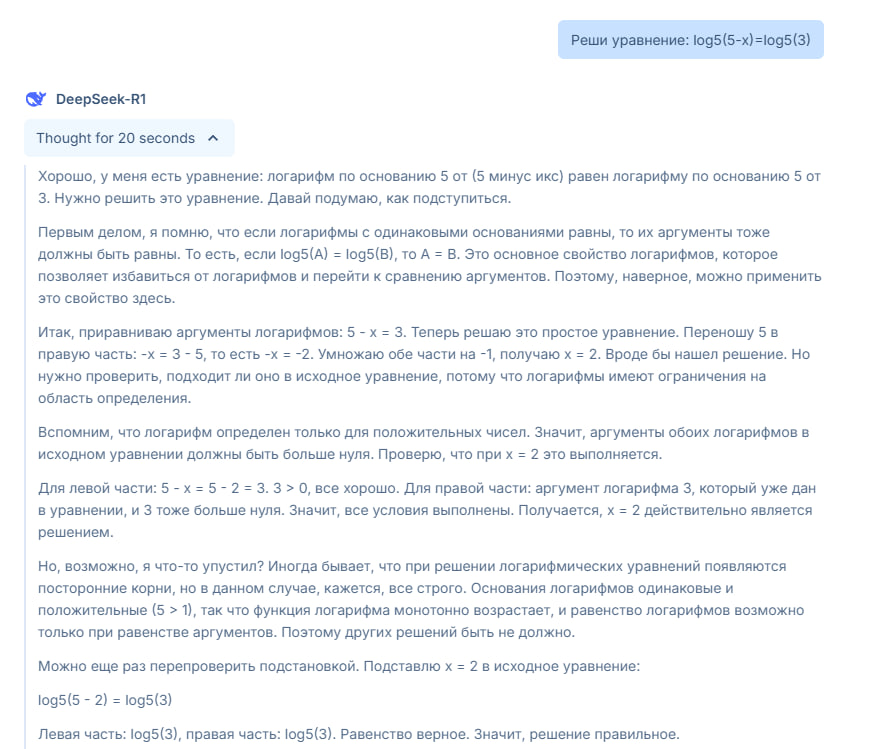 Реши уравнение: log5(5-x)=log5(3)
DeepSeek-R1
Thought for 20 seconds
Хорошо, у меня есть уравнение: логарифм по основанию 5 от (5 минус икс) равен логарифму по основанию 5 от
3. Нужно решить это уравнение. Давай подумаю, как подступиться.
Первым делом, я помню, что если логарифмы с одинаковыми основаниями равны, то их аргументы тоже
должны быть равны. То есть, если log5(A) = log5(B), то A = B. Это основное свойство логарифмов, которое
позволяет избавиться от логарифмов и перейти к сравнению аргументов. Поэтому, наверное, можно применить
это свойство здесь.
Итак, приравниваю аргументы логарифмов: 5 - x = 3. Теперь решаю это простое уравнение. Переношу 5 в
правую часть: -x = 3 - 5, то есть -x = -2. Умножаю обе части на -1, получаю x = 2. Вроде бы нашел решение. Но
нужно проверить, подходит ли оно в исходное уравнение, потому что логарифмы имеют ограничения на
область определения.
Вспомним, что логарифм определен только для положительных чисел. Значит, аргументы обоих логарифмов в
исходном уравнении должны быть больше нуля. Проверю, что при x = 2 это выполняется.
Для левой части: 5 - x = 5 - 2 = 3. 3 > 0, все хорошо. Для правой части: аргумент логарифма 3, который уже дан
в уравнении, и 3 тоже больше нуля. Значит, все условия выполнены. Получается, x = 2 действительно является
решением.
Но, возможно, я что-то упустил? Иногда бывает, что при решении логарифмических уравнений появляются
посторонние корни, но в данном случае, кажется, все строго. Основания логарифмов одинаковые и
положительные (5 > 1), так что функция логарифма монотонно возрастает, и равенство логарифмов возможно
только при равенстве аргументов. Поэтому других решений быть не должно.
Можно еще раз перепроверить подстановкой. Подставлю x = 2 в исходное уравнение:
log5(5 - 2) = log5(3)
Левая часть: log5(3), правая часть: log5(3). Равенство верное. Значит, решение правильное.